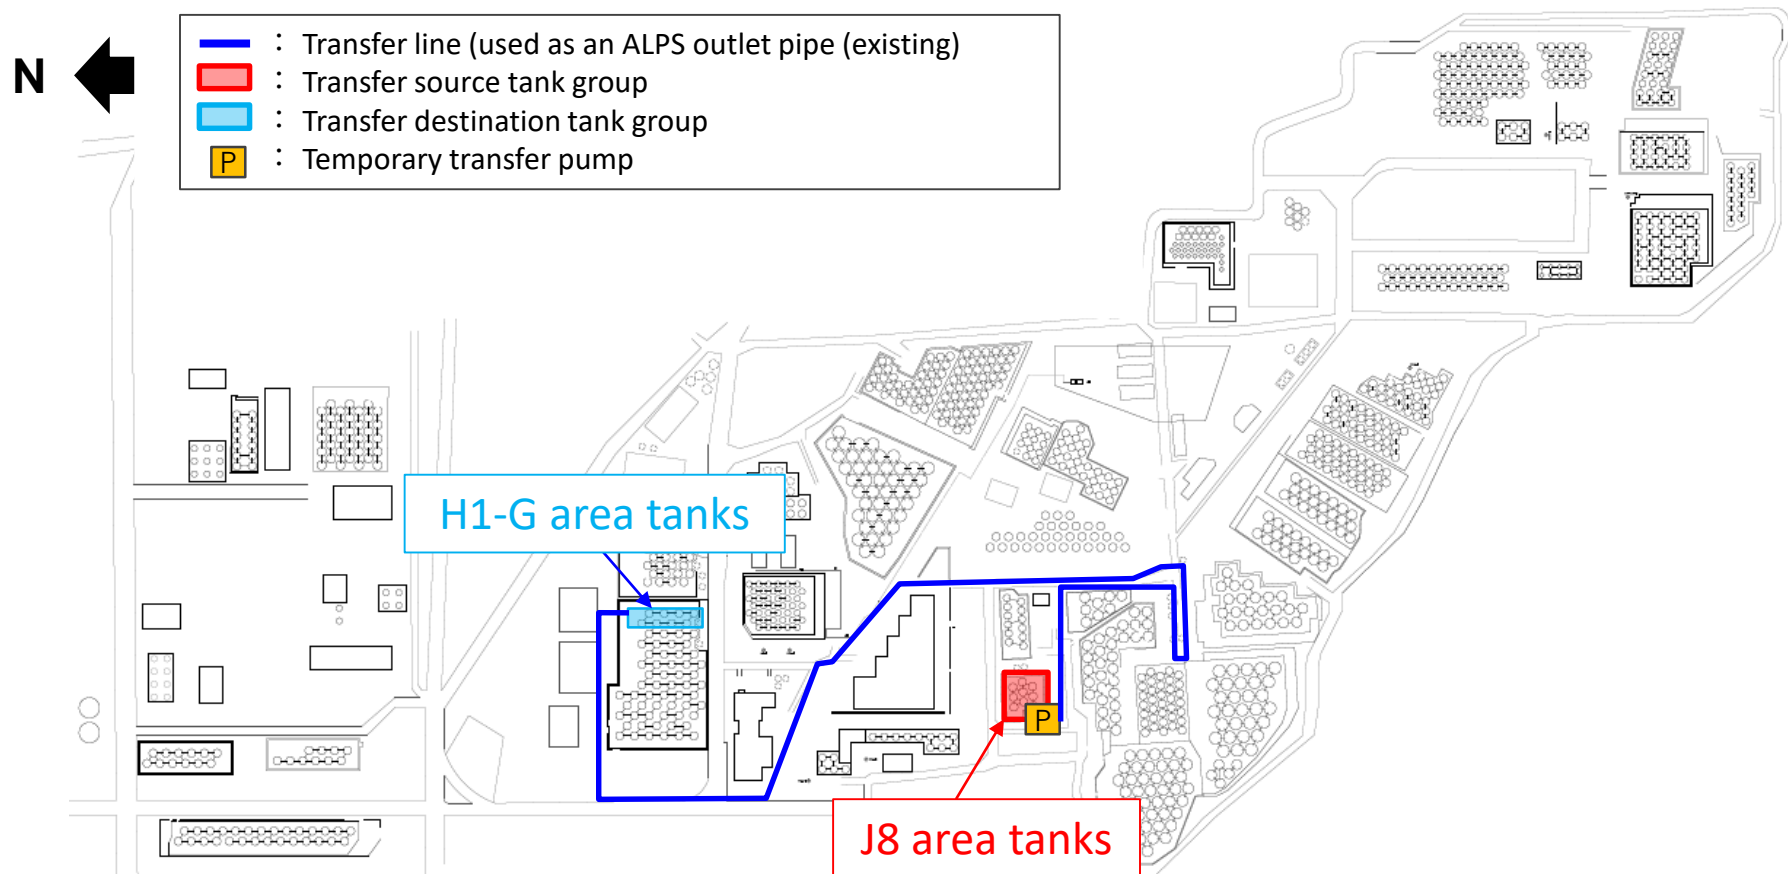 N
： Transfer line (used as an ALPS outlet pipe (existing)
： Transfer source tank group
： Transfer destination tank group
P ： Temporary transfer pump
H1-G area tanks
P
J8 area tanks